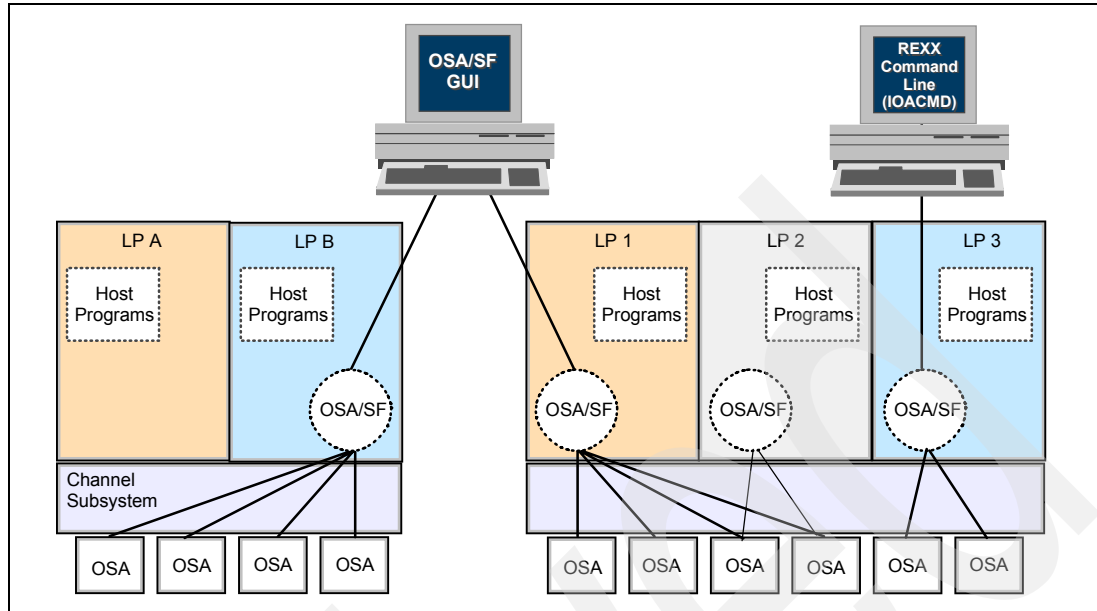 OSA/SF
GUI
REXX
Command
Line
(IOACMD)
LP A
LP B
LP 1
LP 2
LP 3
Host
Programs
Host
Programs
Host
Programs
Host
Programs
Host
Programs
OSA/SF
OSA/SF
OSA/SF
OSA/SF
Channel
Subsystem
OSA
OSA
OSA
OSA
OSA
OSA
OSA
OSA
OSA
OSA